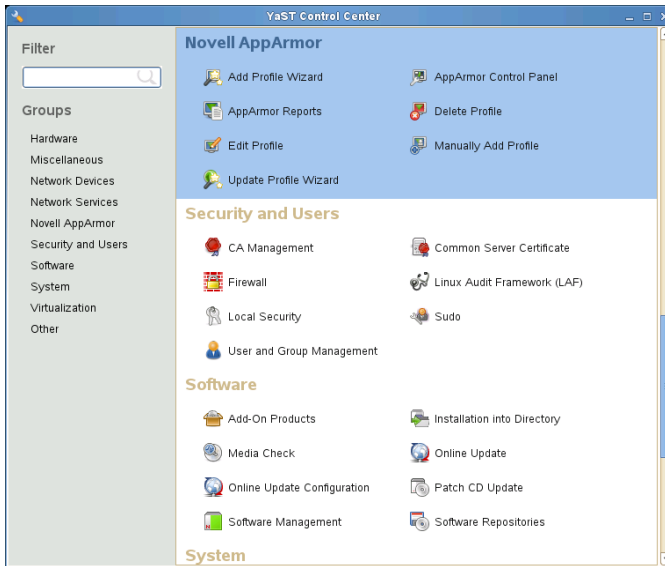 YaST Control Center
Filter
Groups
Hardware
Miscellaneous
Network Devices
Network Services
Novell AppArmor
Security and Users
Software
System
Virtualization
Other
Novell AppArmor
Add Profile Wizard
AppArmor Control Panel
AppArmor Reports
Delete Profile
Edit Profile
Manually Add Profile
Update Profile Wizard
Security and Users
CA Management
Common Server Certificate
Firewall
Linux Audit Framework (LAF)
Local Security
Sudo
User and Group Management
Software
Add-On Products
Installation into Directory
Media Check
Online Update
Online Update Configuration
Patch CD Update
Software Management
Software Repositories
System